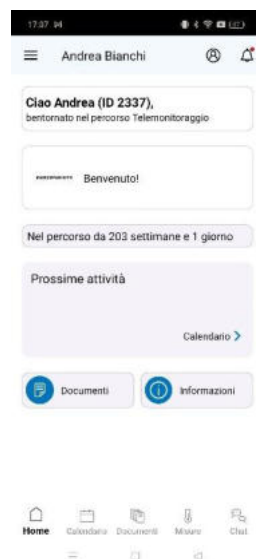 17:07
Andrea Bianchi
Ciao Andrea (ID 2337),
bentornato nel percorso Telemonitoraggio
Benvenuto!
Nel percorso da 203 settimane e 1 giorno
Prossime attività
Calendario
Documenti
Informazioni
Home Calendario Documenti Misure Chat